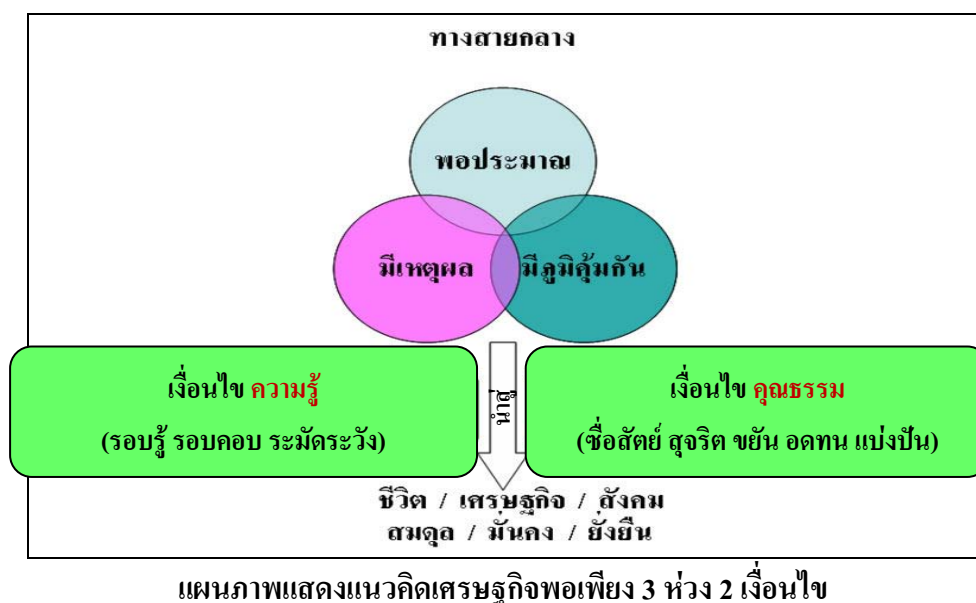 ทางสายกลาง
พอประมาณ
มีเหตุผล
มีภูมิคุ้มกัน
เงื่อนไข ความรู้
(รอบรู้ รอบคอบ ระมัดระวัง)
นำสู่
เงื่อนไข คุณธรรม
(ซื่อสัตย์ สุจริต ขยัน อดทน แบ่งปัน)
ชีวิต / เศรษฐกิจ / สังคม
สมดุล / มั่นคง / ยั่งยืน
แผนภาพแสดงแนวคิดเศรษฐกิจพอเพียง 3 ห่วง 2 เงื่อนไข